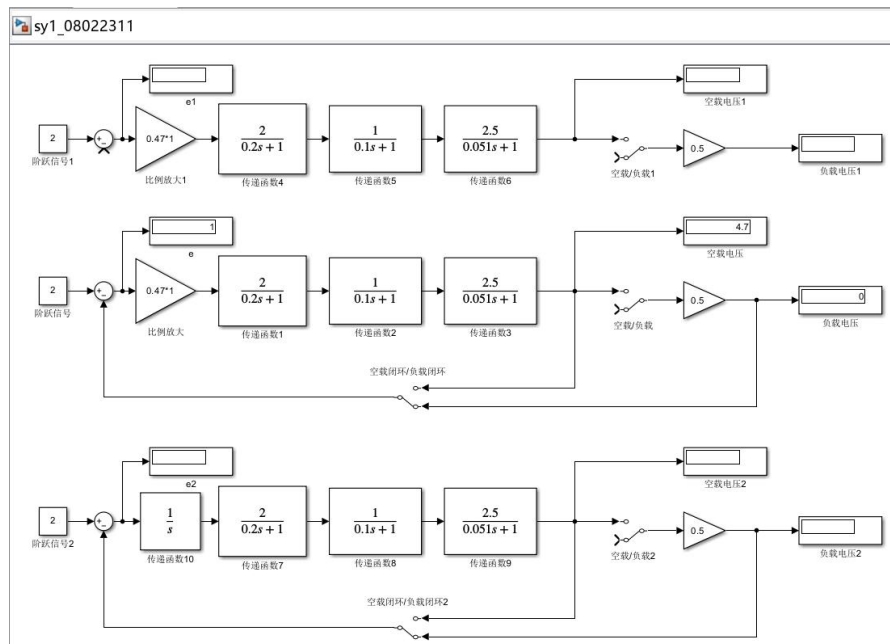 sy1_08022311
e1
空载电压1
2
阶跃信号1
+
-
0.47*1
比例放大1
2
0.2s + 1
传递函数4
1
0.1s + 1
传递函数5
2.5
0.051s + 1
传递函数6
空载/负载1
0.5
负载电压1
1
e
4.7
空载电压
2
阶跃信号
+
-
0.47*1
比例放大
2
0.2s + 1
传递函数1
1
0.1s + 1
传递函数2
2.5
0.051s + 1
传递函数3
空载/负载
0.5
0
负载电压
空载闭环/负载闭环
e2
空载电压2
2
阶跃信号2
+
-
1
s
传递函数10
2
0.2s + 1
传递函数7
1
0.1s + 1
传递函数8
2.5
0.051s + 1
传递函数9
空载/负载2
0.5
负载电压2
空载闭环/负载闭环2